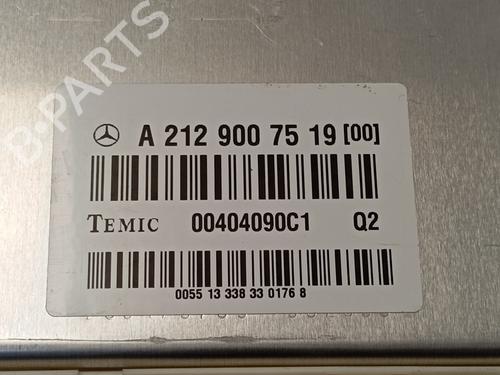 B-PARTS
A 212 900 75 19 [00]
TEMIC 00404090C1 Q2
0055 13 338 33 0176 8